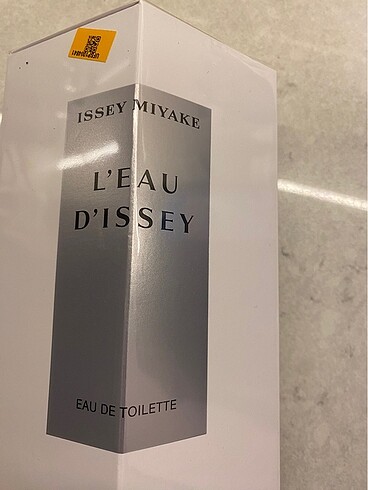 ISSEY MIYAKE
L'EAU
D'ISSEY
EAU DE TOILETTE